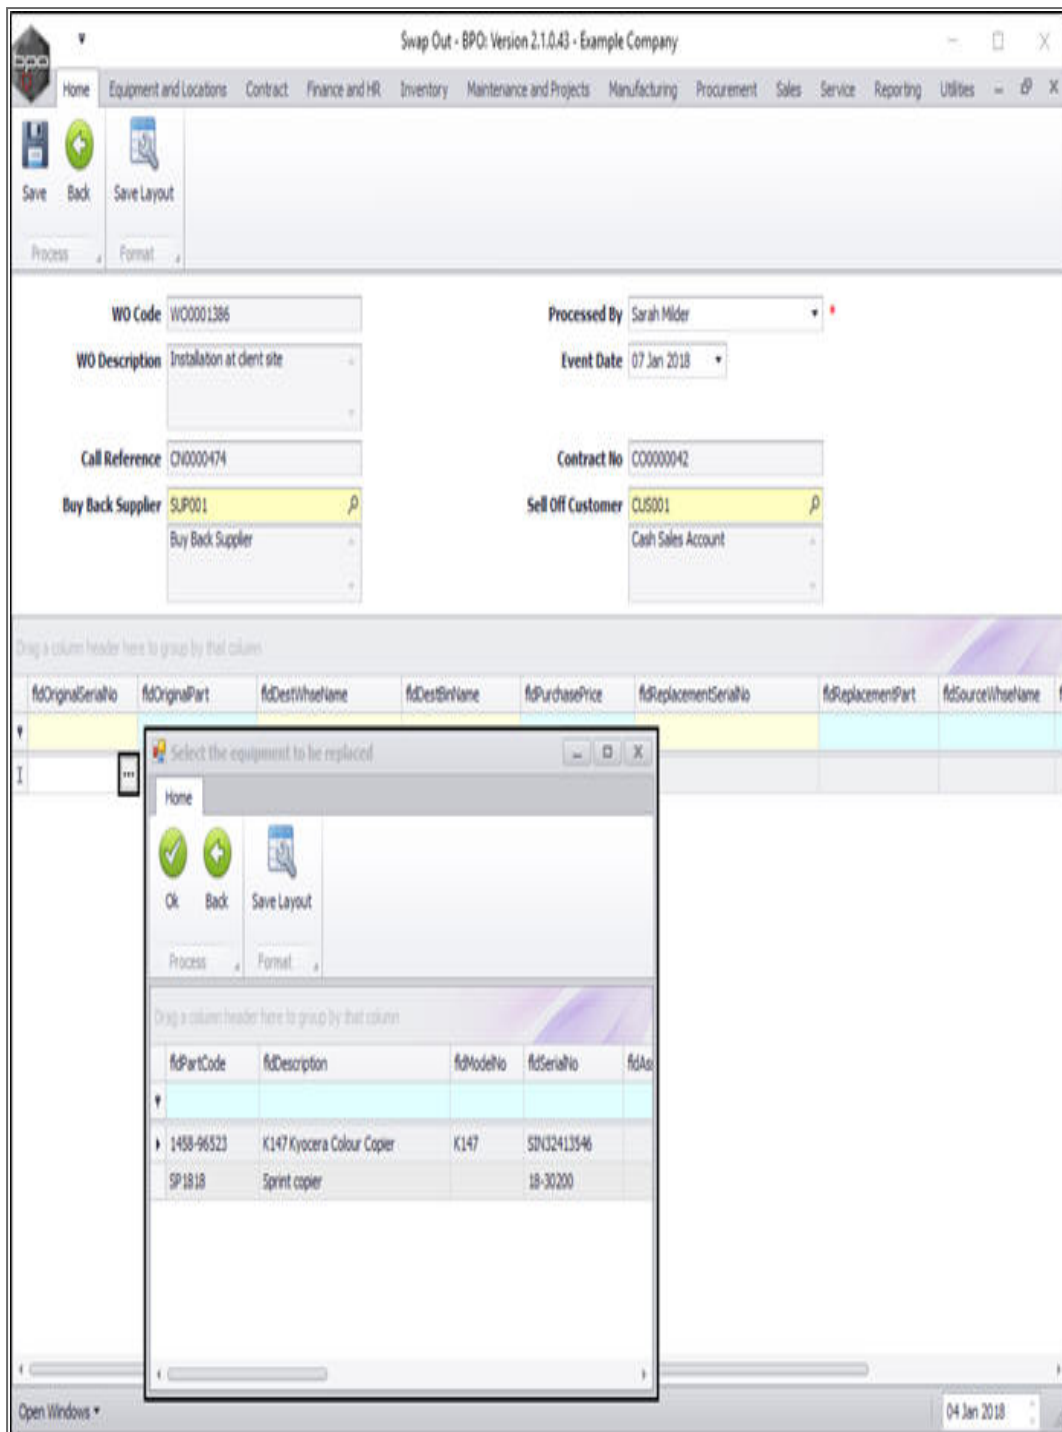 Swap Out - BPO: Version 2.1.0.43 - Example Company
bpo
Home Equipment and Locations Contract Finance and HR Inventory Maintenance and Projects Manufacturing Procurement Sales Service Reporting Utilities
Save Back Save Layout
Process Format
WO Code WO0001386 Processed By Sarah Milder *
WO Description Installation at client site Event Date 07 Jan 2018
Call Reference CN0000474 Contract No CO0000042
Buy Back Supplier SUP001 Sell Off Customer CUS001
Buy Back Supplier Cash Sales Account
Drag a column header here to group by that column
fldOriginalSerialNo fldOriginalPart fldDestWhseName fldDestBinName fldPurchasePrice fldReplacementSerialNo fldReplacementPart fldSourceWhseName
...
Select the equipment to be replaced
Home
Ok Back Save Layout
Process Format
Drag a column header here to group by that column
fldPartCode fldDescription fldModelNo fldSerialNo fldAs
1458-96523 K147 Kyocera Colour Copier K147 SIN32413546
SP1818 Sprint copier 18-30200
Open Windows 04 Jan 2018